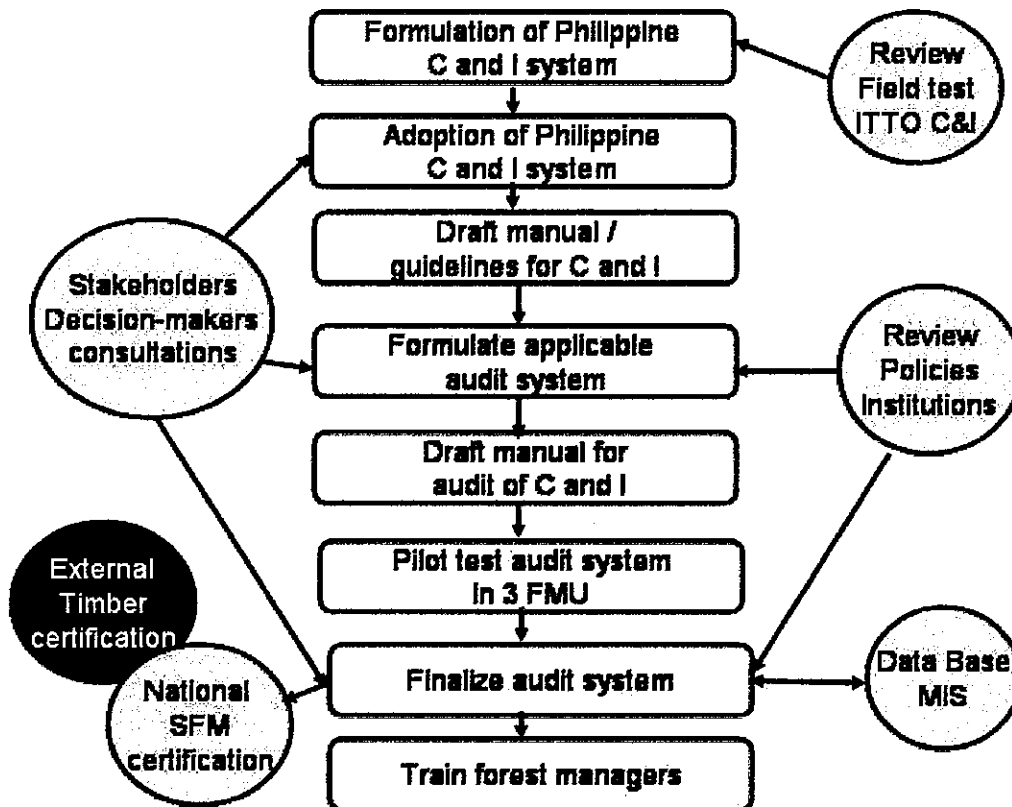 Formulation of Philippine
C and I system
Review
Field test
ITTO C&I
Adoption of Philippine
C and I system
Draft manual /
guidelines for C and I
Stakeholders
Decision-makers
consultations
Formulate applicable
audit system
Review
Policies
Institutions
Draft manual for
audit of C and I
Pilot test audit system
in 3 FMU
External
Timber
certification
Finalize audit system
Data Base
MIS
National
SFM
certification
Train forest managers